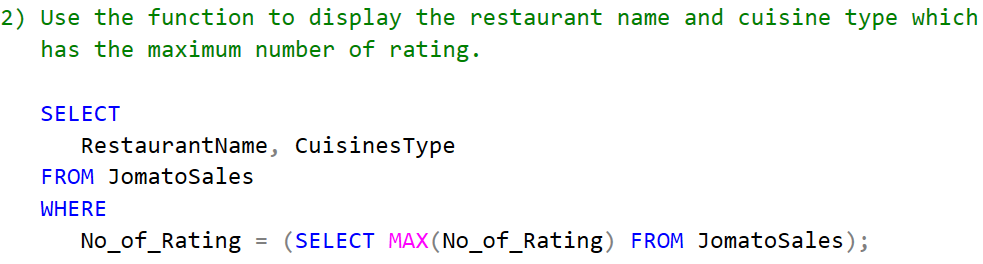 2) Use the function to display the restaurant name and cuisine type which
has the maximum number of rating.
SELECT
RestaurantName, CuisinesType
FROM JomatoSales
WHERE
No_of_Rating = (SELECT MAX(No_of_Rating) FROM JomatoSales);